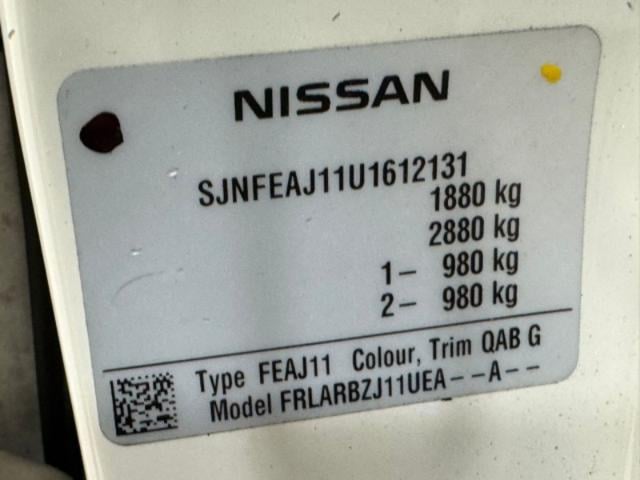 NISSAN
SJNFEAJ11U1612131
1880 kg
2880 kg
1– 980 kg
2– 980 kg
Type FEAJ11 Colour, Trim QAB G
Model FRLARBZJ11UEA--A--